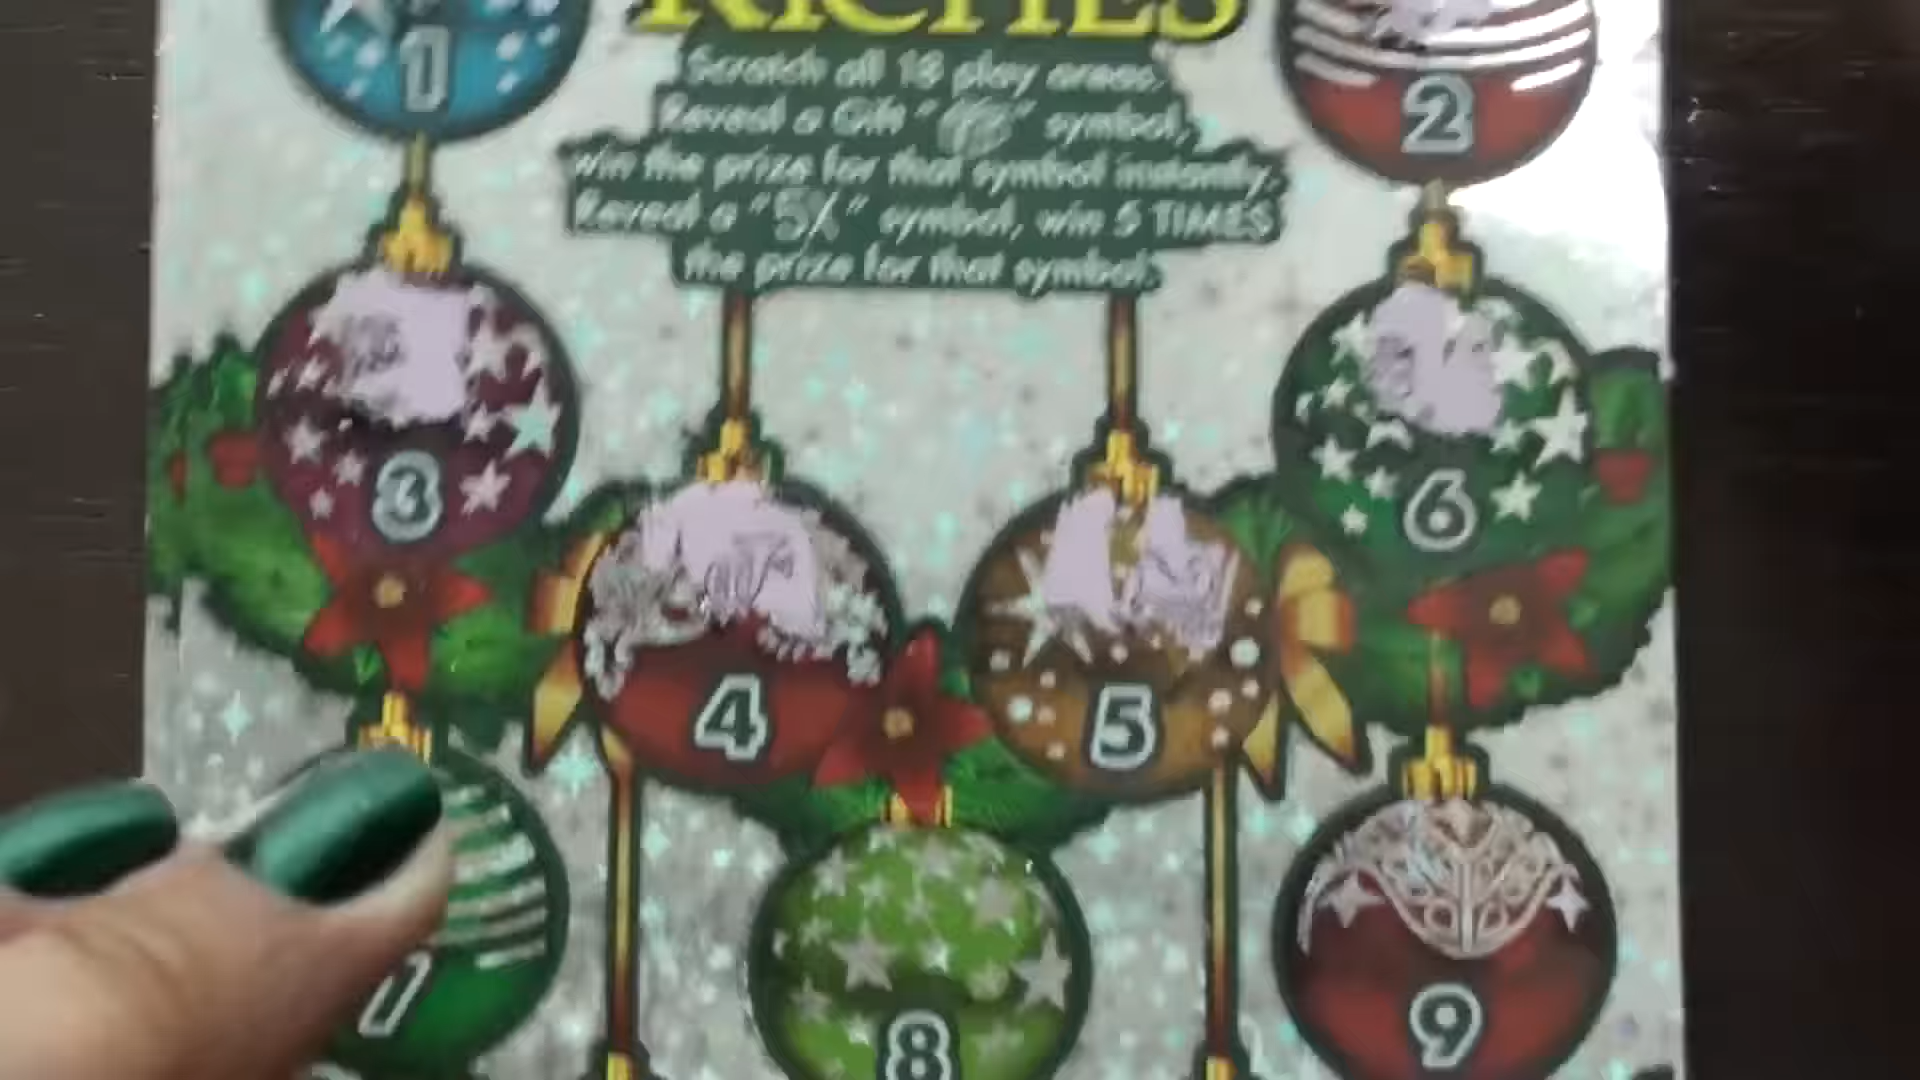 RICHES
1
2
Scratch all 18 play areas.
Reveal a Gift " " symbol,
win the prize for that symbol instantly.
Reveal a "5X" symbol, win 5 TIMES
the prize for that symbol.
3
6
4
5
7
8
9